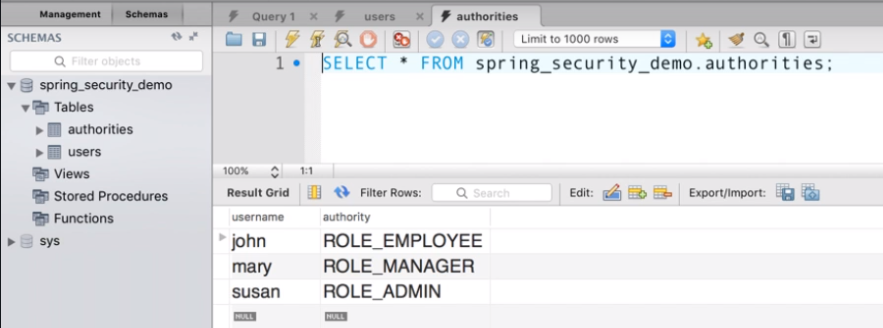 Management Schemas
SCHEMAS
Filter objects
spring_security_demo
Tables
authorities
users
Views
Stored Procedures
Functions
sys
Query 1 users authorities
Limit to 1000 rows
1 SELECT * FROM spring_security_demo.authorities;
100% 1:1
Result Grid Filter Rows: Search Edit: Export/Import:
username authority
john ROLE_EMPLOYEE
mary ROLE_MANAGER
susan ROLE_ADMIN
NULL NULL